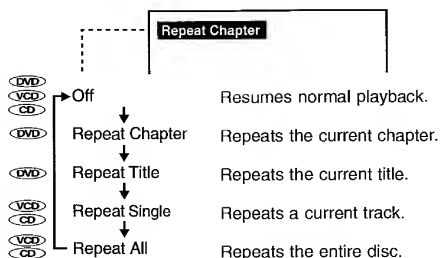 Repeat Chapter
DVD
VCD
CD
Off Resumes normal playback.
DVD Repeat Chapter Repeats the current chapter.
DVD Repeat Title Repeats the current title.
VCD
CD
Repeat Single Repeats a current track.
VCD
CD
Repeat All Repeats the entire disc.